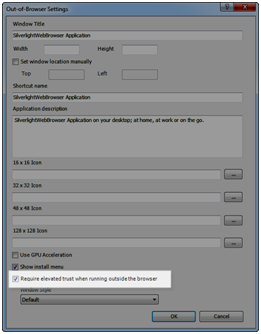 Out-of-Browser Settings
Window Title
SilverlightWebBrowser Application
Width
Height
Set window location manually
Top
Left
Shortcut name
SilverlightWebBrowser Application
Application description
SilverlightWebBrowser Application on your desktop; at home, at work or on the go.
16 x 16 Icon
...
32 x 32 Icon
...
48 x 48 Icon
...
128 x 128 Icon
...
Use GPU Acceleration
Show install menu
Require elevated trust when running outside the browser
Window Style
Default
OK
Cancel